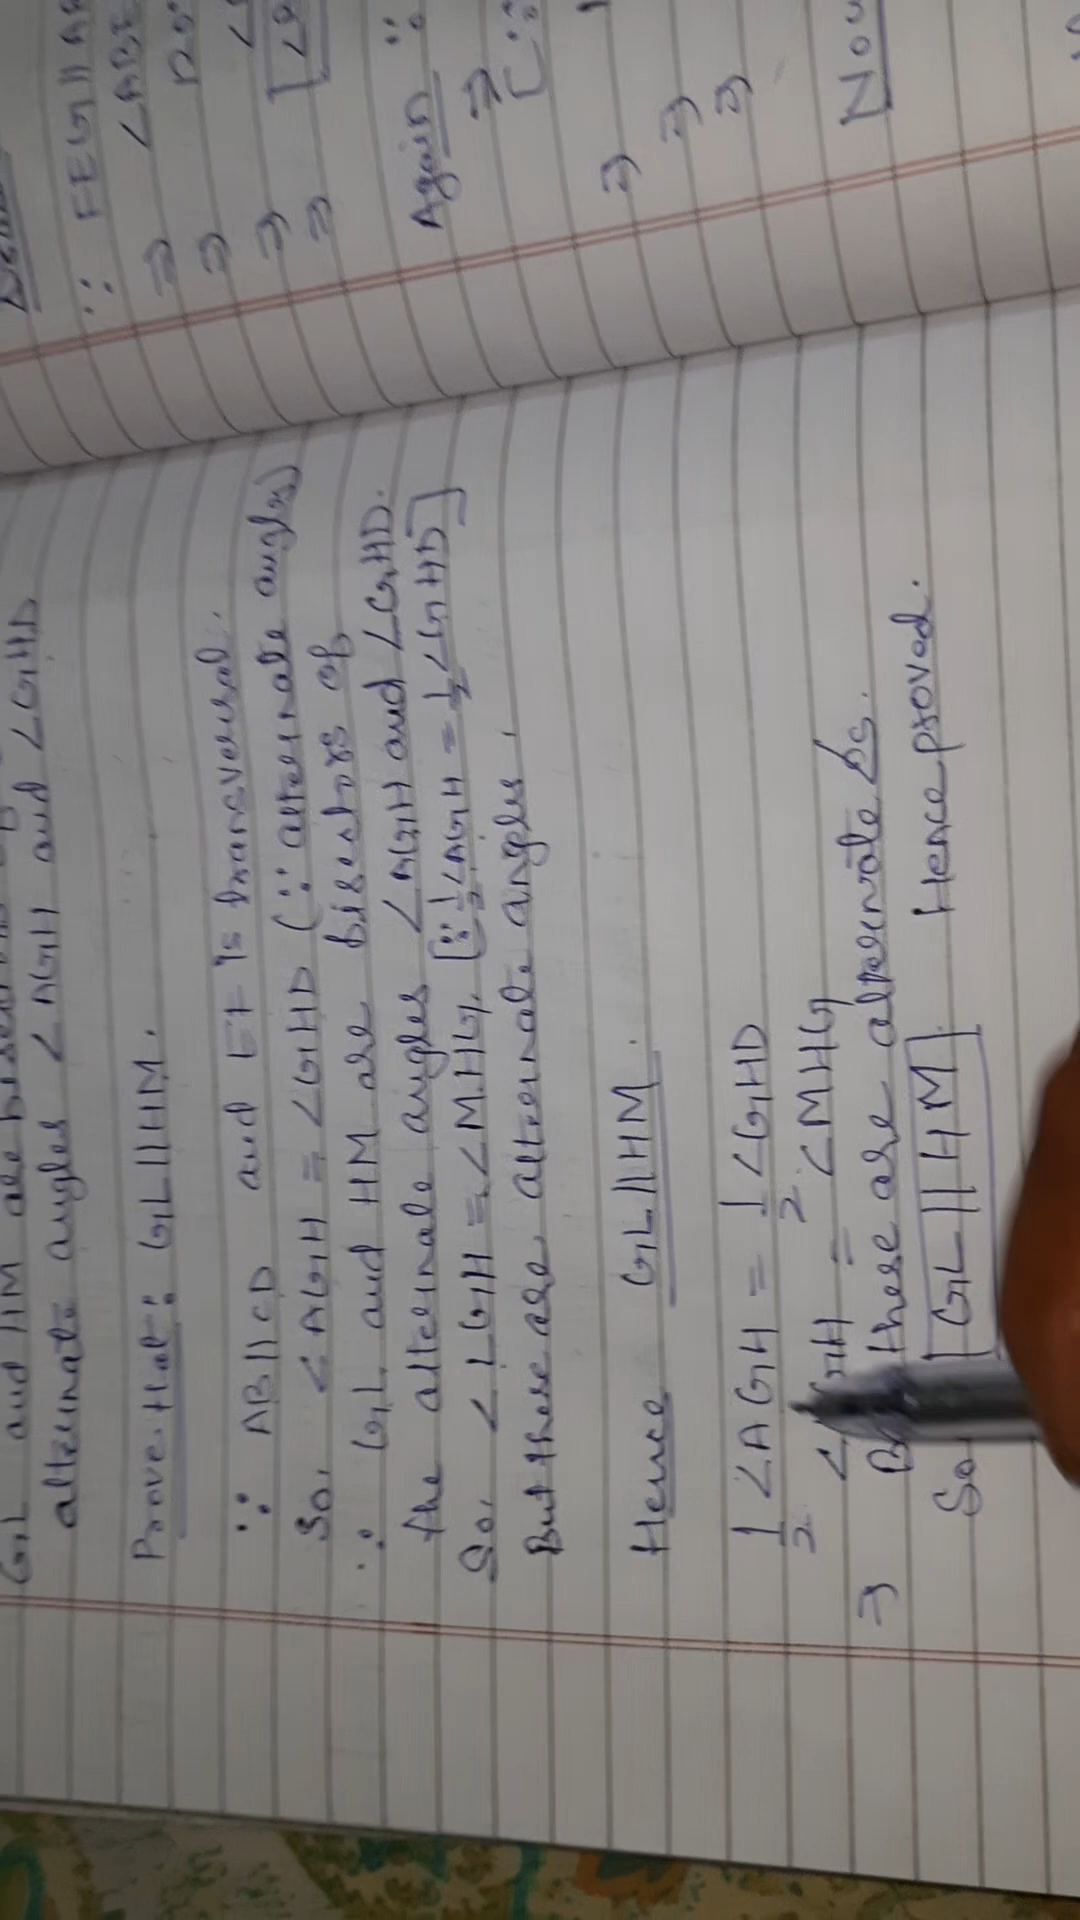 GL and HM are
alternate angles ∠AGH and ∠GHD
Prove that: GL||HM.
∵ AB||CD and EF is transversal.
So, ∠AGH = ∠GHD (∵ alternate angles)
∵ GL and HM are bisectors of
the alternate angles ∠AGH and ∠GHD.
So, ∠LGH = ∠MHG, [∵ 1/2 ∠AGH = 1/2 ∠GHD]
But these are alternate angles,
Hence GL||HM.
1/2 ∠AGH = 1/2 ∠GHD
⇒ GH = ∠MHG
these are alternate ∠s.
So GL||HM. Hence proved.
∵ FEG||AB
⇒ ∠ABE
⇒
⇒
⇒
Again ∵
⇒
[∵
⇒
⇒
⇒
Now